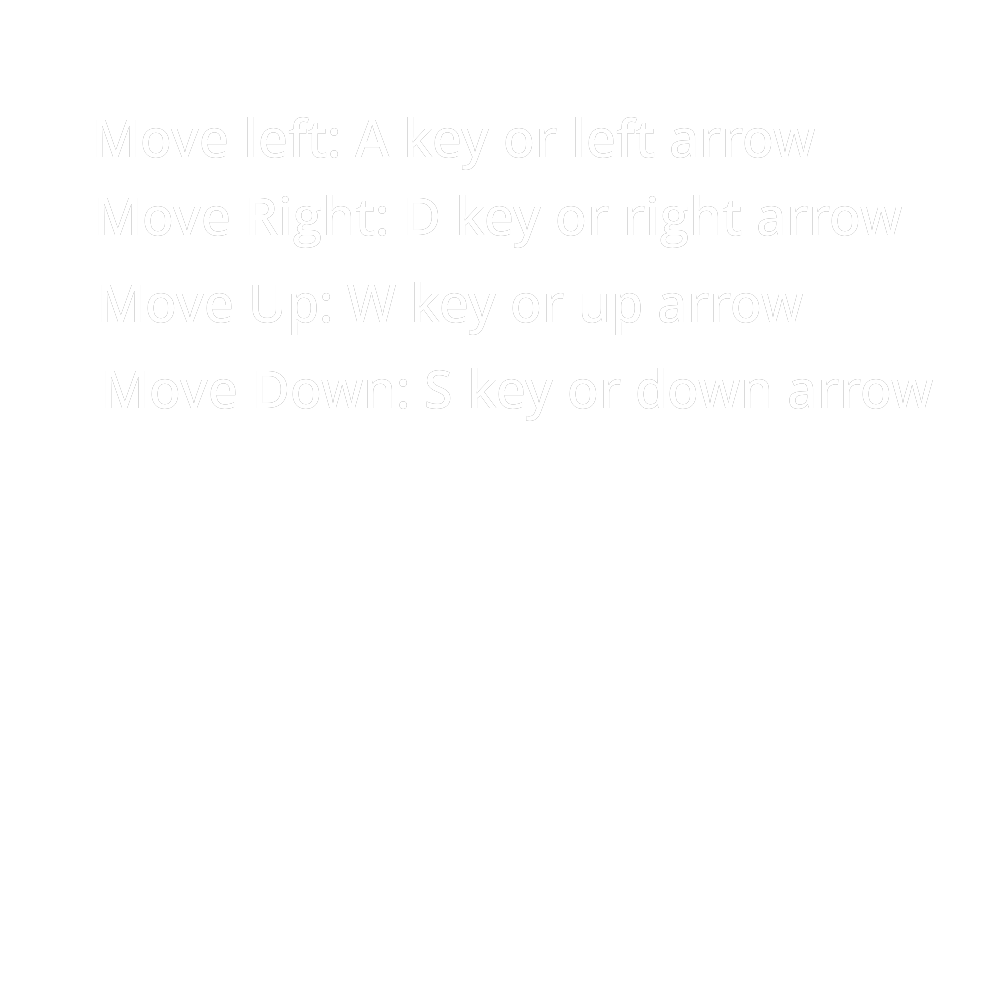 Move left: A key or left arrow
Move Right: D key or right arrow
Move Up: W key or up arrow
Move Down: S key or down arrow